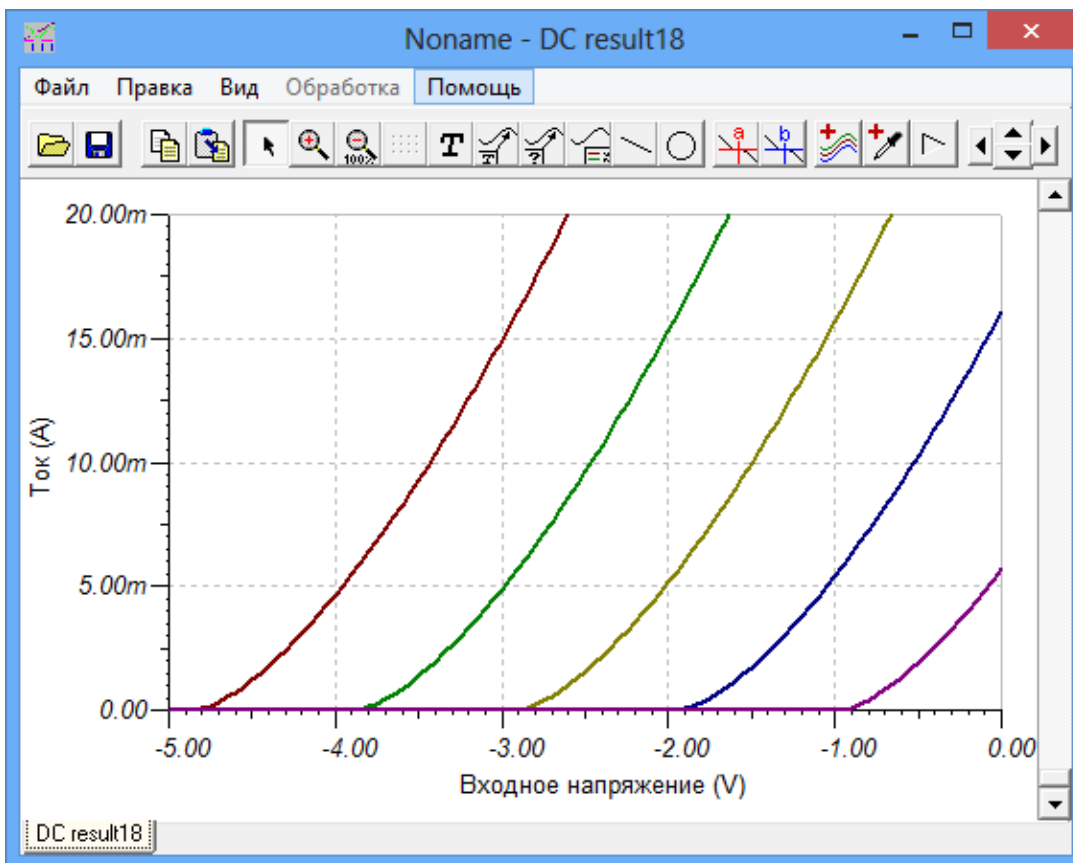 Noname - DC result18
Файл Правка Вид Обработка Помощь
100% T T ? a b
20.00m
15.00m
10.00m
5.00m
0.00
Ток (A)
-5.00 -4.00 -3.00 -2.00 -1.00 0.00
Входное напряжение (V)
DC result18